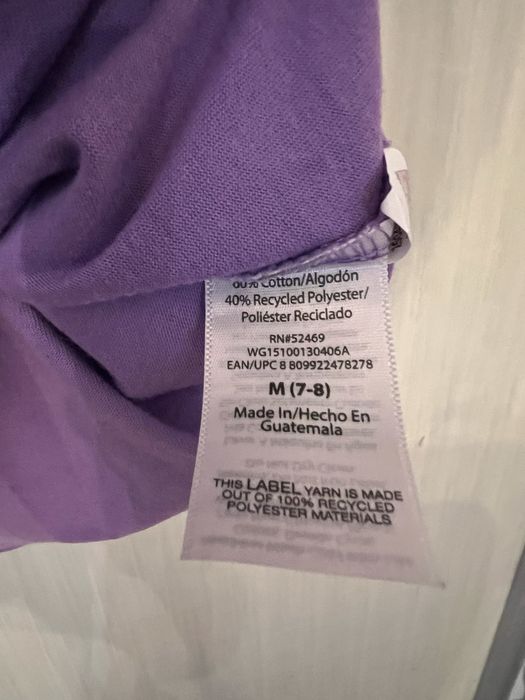 60% Cotton/Algodón
40% Recycled Polyester/
Poliéster Reciclado
RN#52469
WG15100130406A
EAN/UPC 8 809922478278
M (7-8)
Made In/Hecho En
Guatemala
THIS LABEL YARN IS MADE
OUT OF 100% RECYCLED
POLYESTER MATERIALS